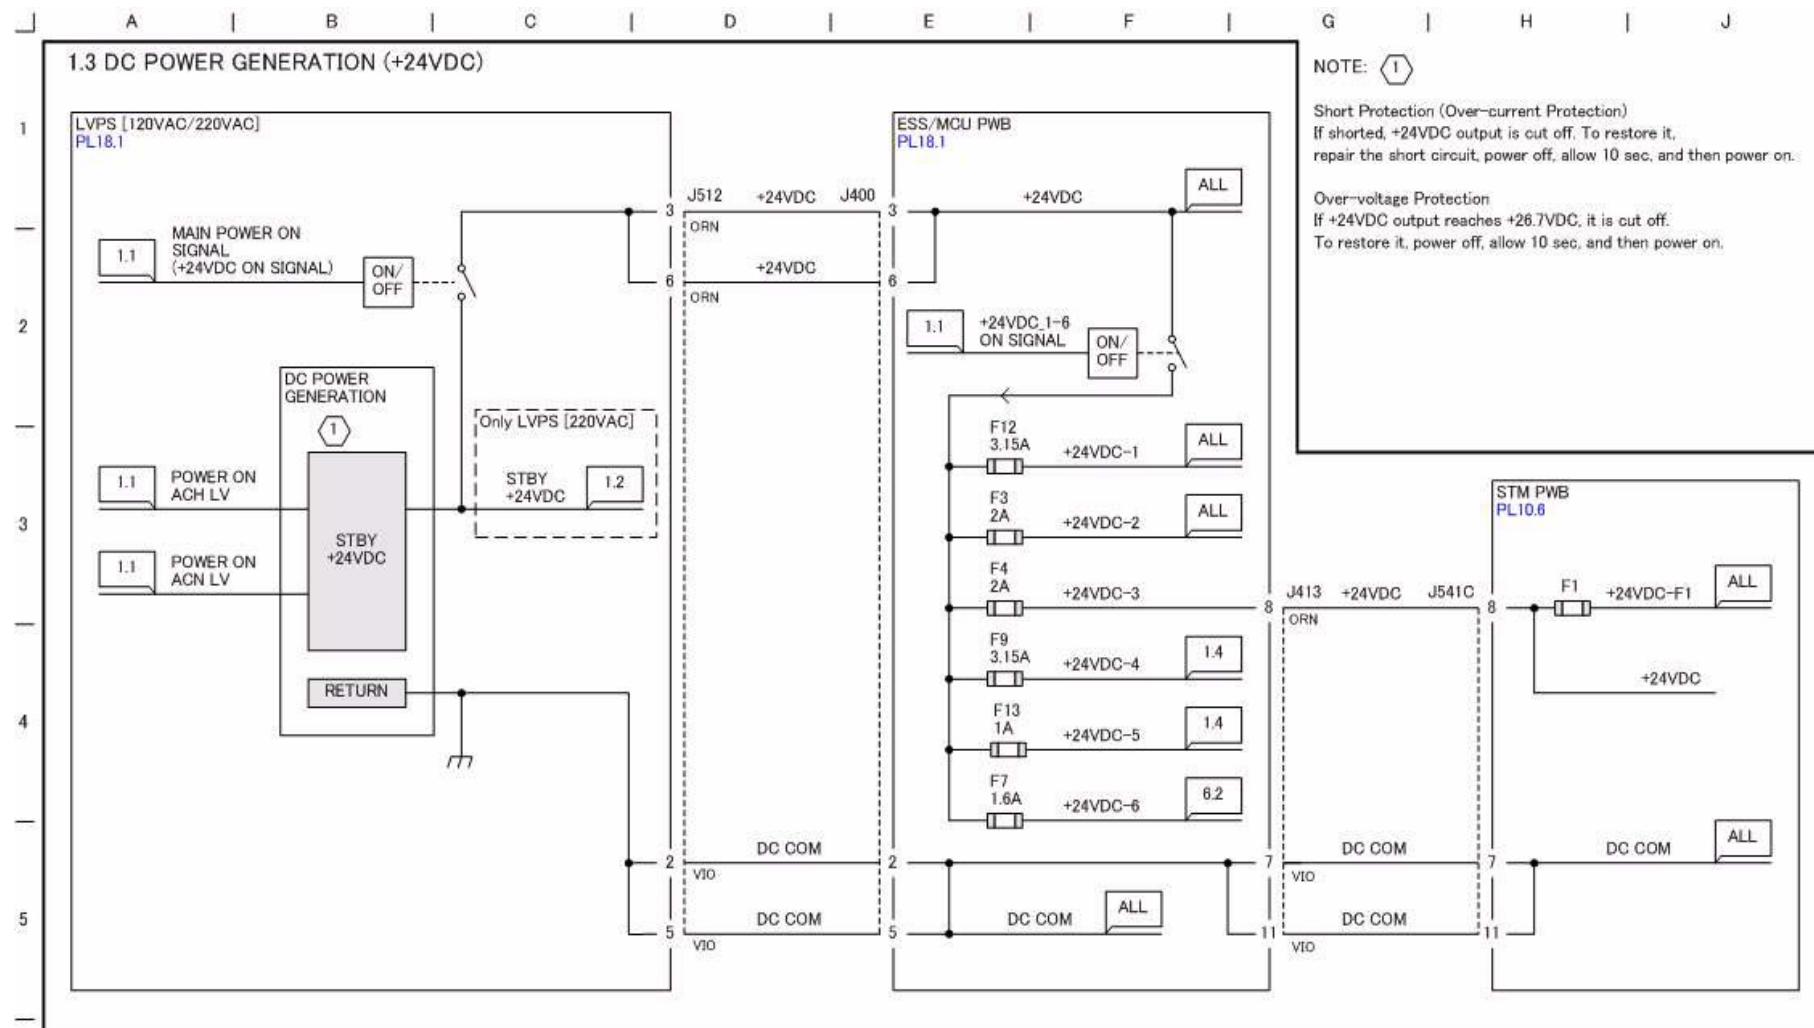 A B C D E F G H J
1.3 DC POWER GENERATION (+24VDC)
NOTE: 1
Short Protection (Over-current Protection)
If shorted, +24VDC output is cut off. To restore it,
repair the short circuit, power off, allow 10 sec, and then power on.
Over-voltage Protection
If +24VDC output reaches +26.7VDC, it is cut off.
To restore it, power off, allow 10 sec, and then power on.
1
2
3
4
5
LVPS [120VAC/220VAC]
PL18.1
1.1
MAIN POWER ON
SIGNAL
(+24VDC ON SIGNAL)
ON/
OFF
DC POWER
GENERATION
1
1.1
POWER ON
ACH LV
1.1
POWER ON
ACN LV
STBY
+24VDC
RETURN
Only LVPS [220VAC]
STBY
+24VDC
1.2
3 J512 +24VDC J400 3
ORN
6 +24VDC 6
ORN
2 DC COM 2
VIO
5 DC COM 5
VIO
ESS/MCU PWB
PL18.1
+24VDC
ALL
1.1
+24VDC_1-6
ON SIGNAL
ON/
OFF
F12
3.15A
+24VDC-1
ALL
F3
2A
+24VDC-2
ALL
F4
2A
+24VDC-3
F9
3.15A
+24VDC-4
1.4
F13
1A
+24VDC-5
1.4
F7
1.6A
+24VDC-6
6.2
DC COM
ALL
8 J413 +24VDC J541C 8
ORN
7 DC COM 7
VIO
11 DC COM 11
VIO
STM PWB
PL10.6
F1
+24VDC-F1
ALL
+24VDC
DC COM
ALL